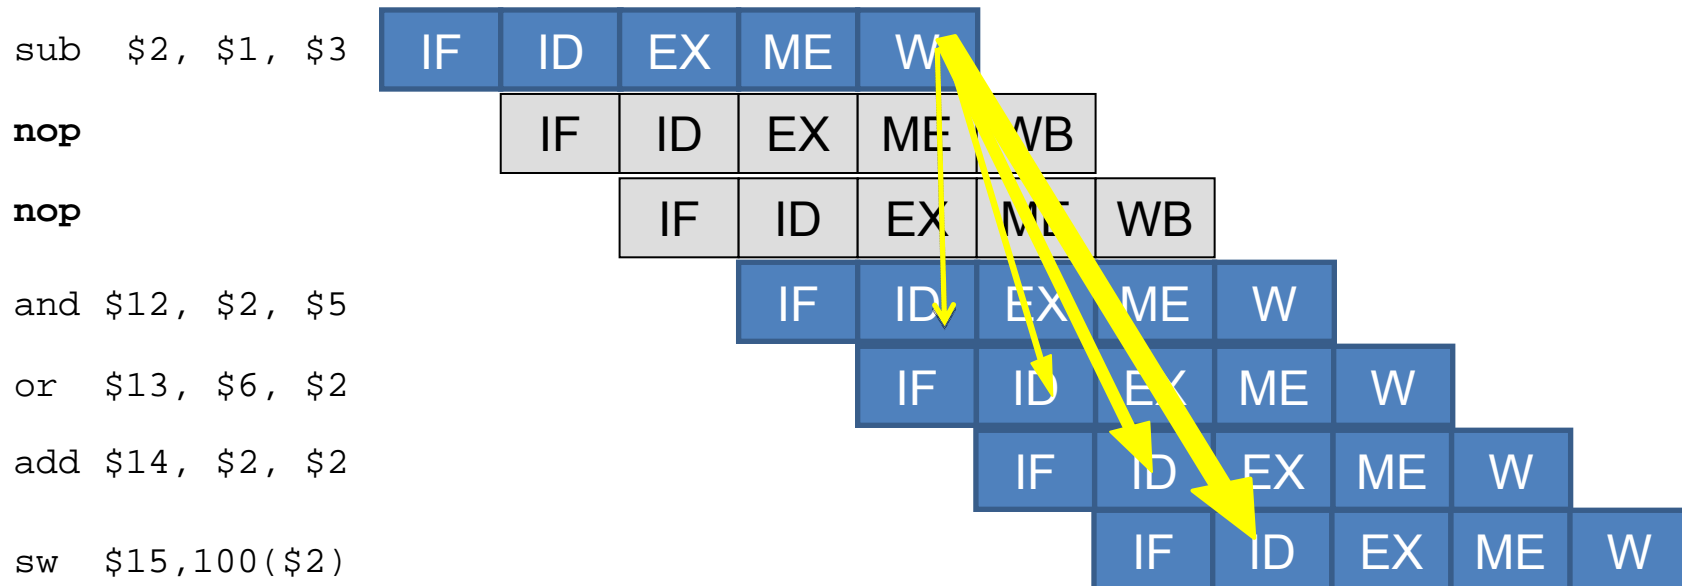 sub $2, $1, $3 IF ID EX ME W
nop IF ID EX ME WB
nop IF ID EX ME WB
and $12, $2, $5 IF ID EX ME W
or $13, $6, $2 IF ID EX ME W
add $14, $2, $2 IF ID EX ME W
sw $15,100($2) IF ID EX ME W